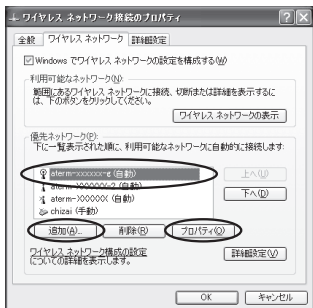 ワイヤレス ネットワーク接続のプロパティ
全般 ワイヤレス ネットワーク 詳細設定
Windows でワイヤレス ネットワークの設定を構成する(W)
利用可能なネットワーク(N):
範囲にあるワイヤレス ネットワークに接続、切断または詳細を表示するに
は、下のボタンをクリックしてください。
ワイヤレス ネットワークの表示
優先ネットワーク(P):
下に一覧表示された順に、利用可能なネットワークに自動的に接続します:
aterm-xxxxxx-g (自動)
上へ(U)
(自動)
下へ(D)
aterm-XXXXXX (自動)
chizai (手動)
追加(A)... 削除(R) プロパティ(O)
ワイヤレス ネットワーク構成の設定
についての詳細を表示します。
詳細設定(V)
OK キャンセル